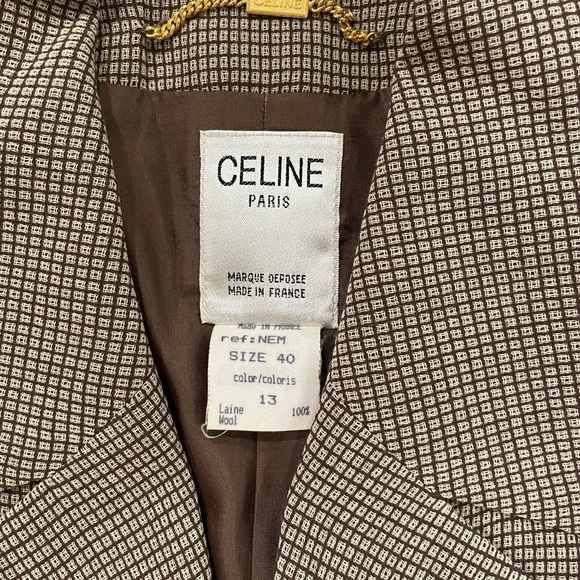 CELINE
CELINE
PARIS
MARQUE DEPOSEE
MADE IN FRANCE
MADE IN FRANCE
ref:NEM
SIZE 40
color/coloris
13
Laine 100%
Wool